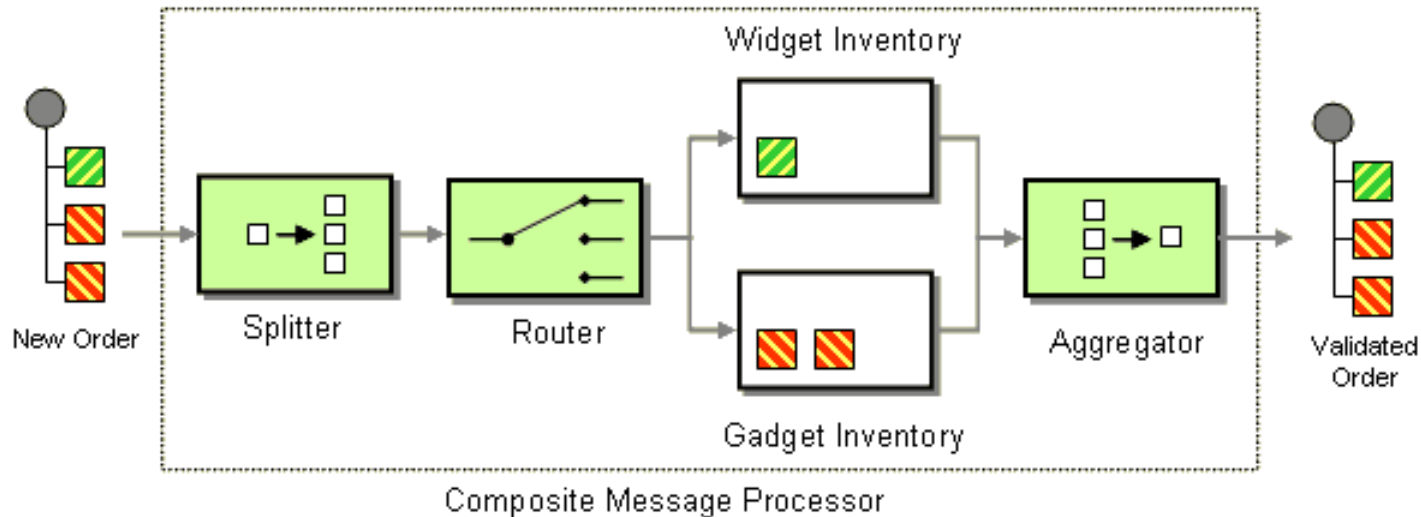 Widget Inventory
New Order
Splitter
Router
Aggregator
Validated
Order
Gadget Inventory
Composite Message Processor